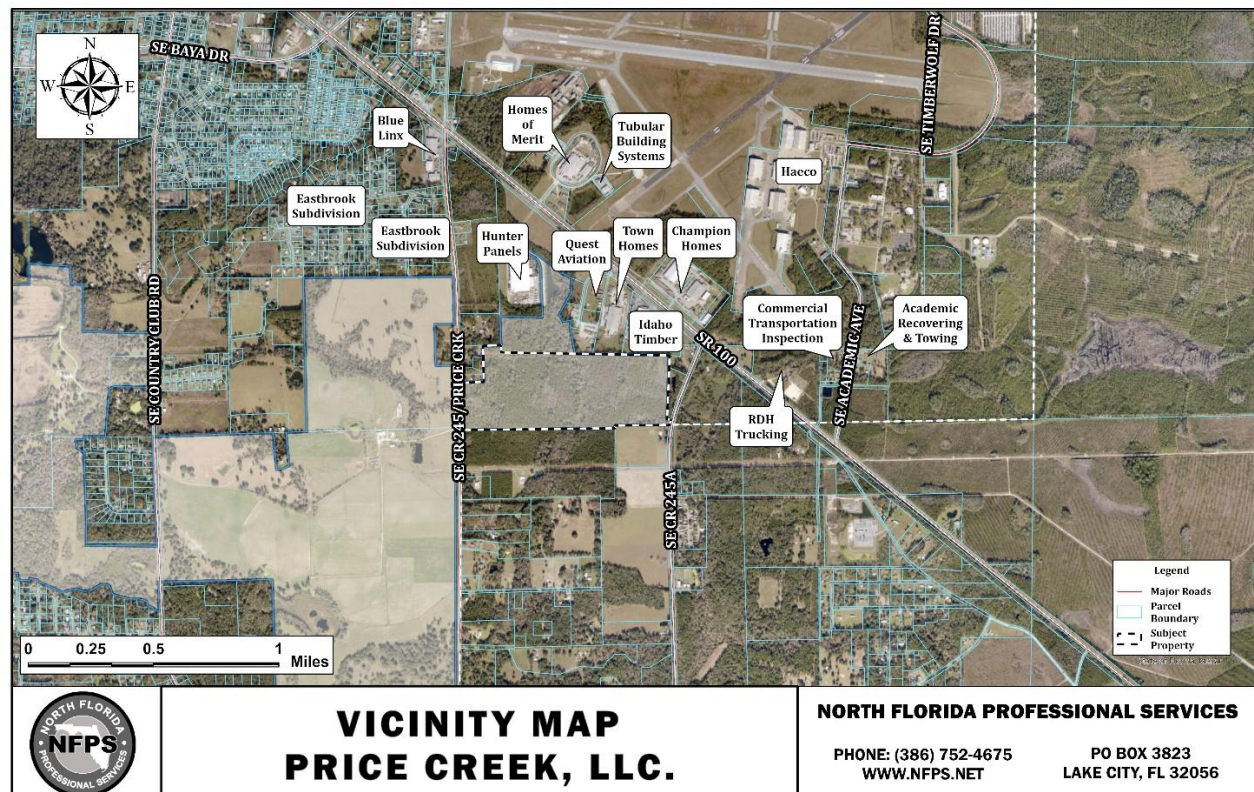 SE BAYA DR
N
W
E
S
Blue
Linx
Homes
of
Merit
Tubular
Building
Systems
Haeco
SE TIMBERWOLF DR
Eastbrook
Subdivision
Eastbrook
Subdivision
Hunter
Panels
Quest
Aviation
Town
Homes
Champion
Homes
Idaho
Timber
SR 100
Commercial
Transportation
Inspection
Academic
Recovering
& Towing
RDH
Trucking
SE ACADEMIC AVE
SE COUNTRY CLUB RD
SE CR 245/PRICE CRK
SE CR 245A
Legend
Major Roads
Parcel
Boundary
Subject
Property
0 0.25 0.5 1
Miles
NORTH FLORIDA
NFPS
PROFESSIONAL SERVICES
VICINITY MAP
PRICE CREEK, LLC.
NORTH FLORIDA PROFESSIONAL SERVICES
PHONE: (386) 752-4675
WWW.NFPS.NET
PO BOX 3823
LAKE CITY, FL 32056